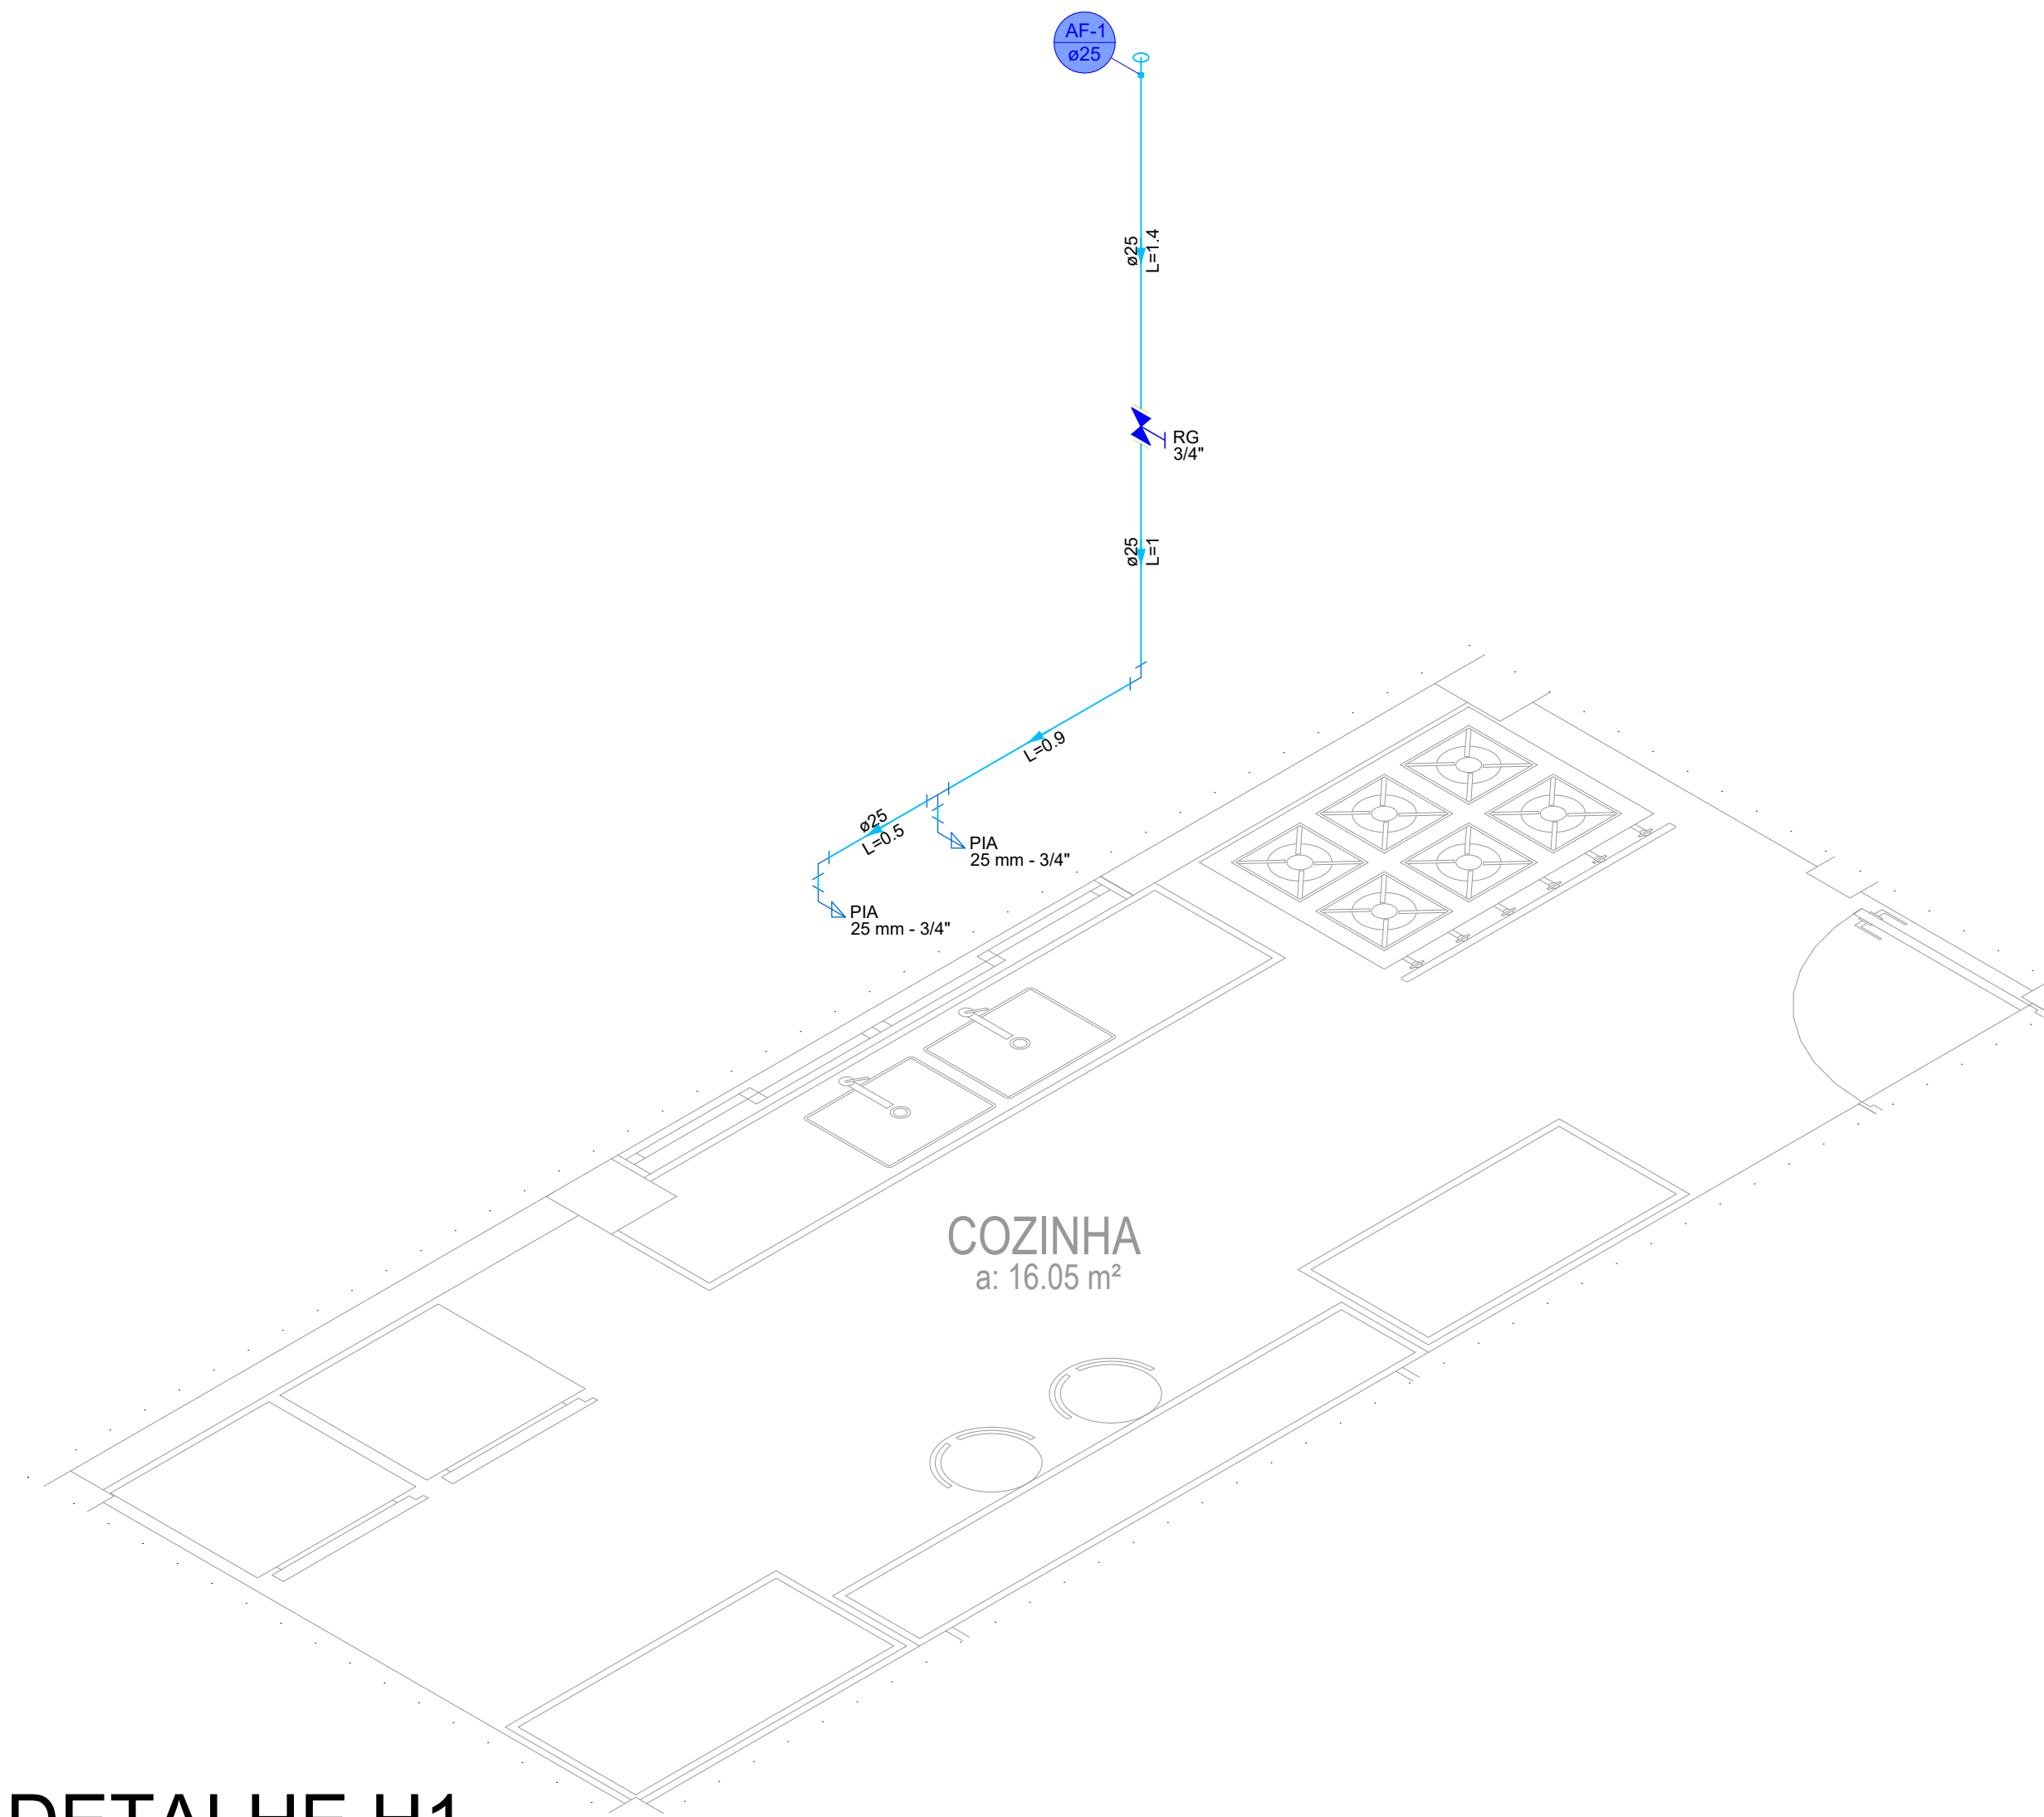 AF-1
ø25
ø25
L=1.4
RG
3/4"
ø25
L=1
L=0.9
ø25
L=0.5
PIA
25 mm - 3/4"
PIA
25 mm - 3/4"
COZINHA
a: 16.05 m²
DETALHE H1